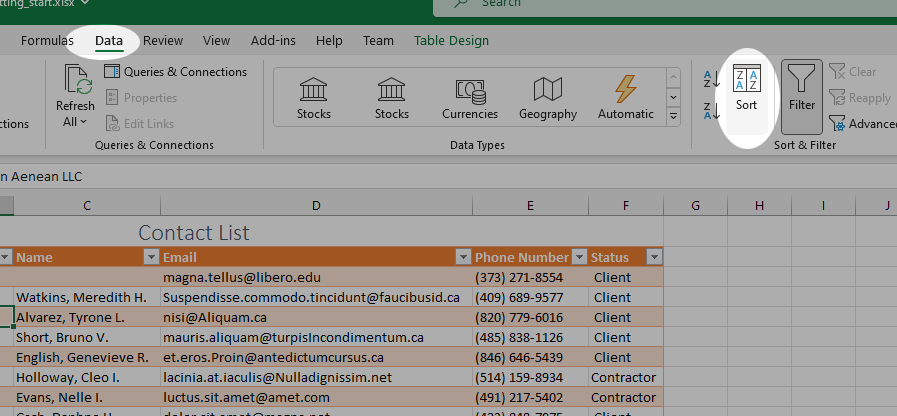 tting_start.xlsx
Search
Formulas Data Review View Add-ins Help Team Table Design
Queries & Connections
Properties
Edit Links
Refresh
All
Stocks Stocks Currencies Geography Automatic
A
Z
Z
A
Z A
A Z
Sort
Filter
Clear
Reapply
Advanced
ctions
Queries & Connections Data Types Sort & Filter
n Aenean LLC
C D E F G H I J
Contact List
Name Email Phone Number Status
magna.tellus@libero.edu (373) 271-8554 Client
Watkins, Meredith H. Suspendisse.commodo.tincidunt@faucibusid.ca (409) 689-9577 Client
Alvarez, Tyrone L. nisi@Aliquam.ca (820) 779-6016 Client
Short, Bruno V. mauris.aliquam@turpisIncondimentum.ca (485) 838-1126 Client
English, Genevieve R. et.eros.Proin@antedictumcursus.ca (846) 646-5439 Client
Holloway, Cleo I. lacinia.at.iaculis@Nulladignissim.net (514) 159-8934 Contractor
Evans, Nelle I. luctus.sit.amet@amet.com (491) 217-5402 Contractor